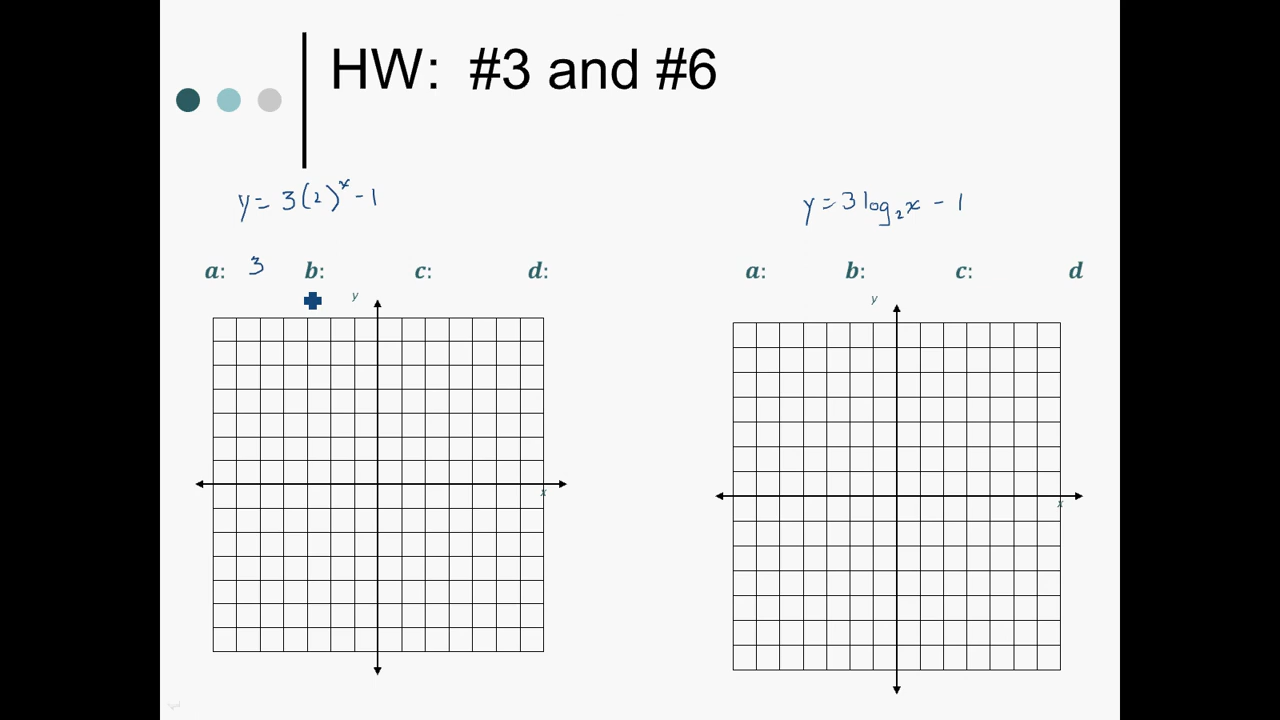 HW: #3 and #6
y = 3(2)^x - 1
y = 3 log₂x - 1
a: 3 b: c: d:
a: b: c: d
y
y
x
x